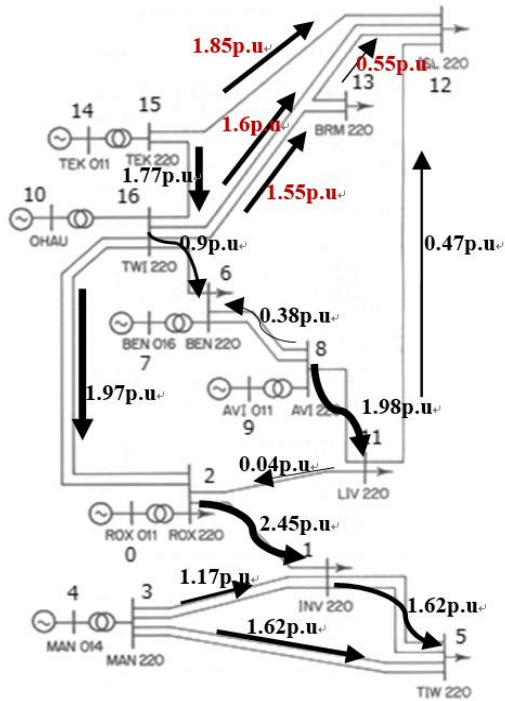 1.85p.u
ISL 220
12
0.55p.u
13
BRM 220
14
15
TEK 011
TEK 220
1.77p.u
1.6p.u
1.55p.u
10
16
OHAU
TWI 220
0.9p.u
6
0.47p.u
BEN 016
BEN 220
7
0.38p.u
8
AVI 011
AVI 220
9
1.97p.u
1.98p.u
11
LIV 220
0.04p.u
2
ROX 011
ROX 220
0
2.45p.u
1
INV 220
4
3
1.17p.u
MAN 014
MAN 220
1.62p.u
1.62p.u
5
TIW 220